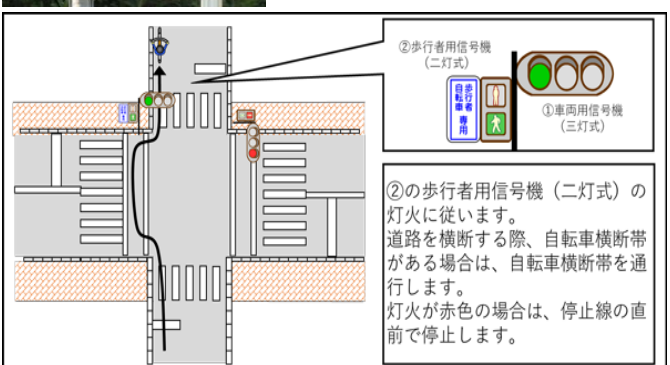 ②歩行者用信号機
(二灯式)
歩行者
自転車
専用
①車両用信号機
(三灯式)
②の歩行者用信号機（二灯式）の
灯火に従います。
道路を横断する際、自転車横断帯
がある場合は、自転車横断帯を通
行します。
灯火が赤色の場合は、停止線の直
前で停止します。